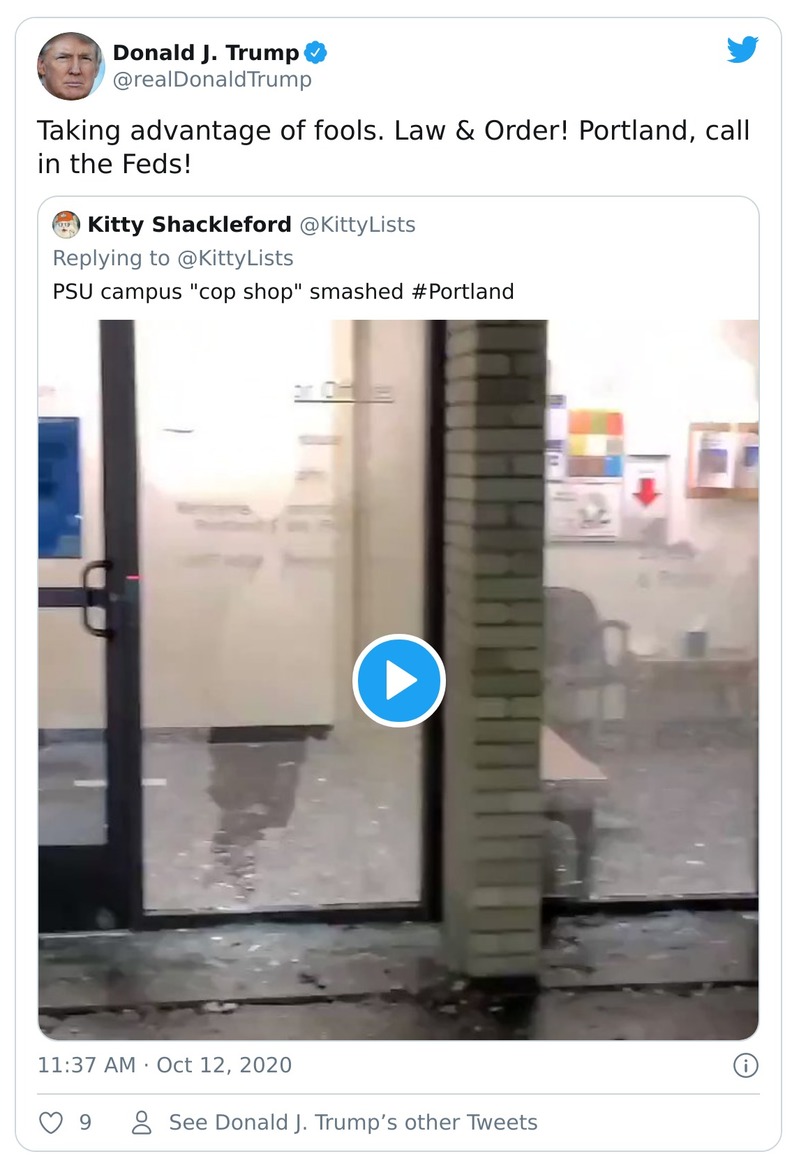 Donald J. Trump
@realDonaldTrump
Taking advantage of fools. Law & Order! Portland, call
in the Feds!
Kitty Shackleford @KittyLists
Replying to @KittyLists
PSU campus "cop shop" smashed #Portland
11:37 AM · Oct 12, 2020
9 See Donald J. Trump’s other Tweets